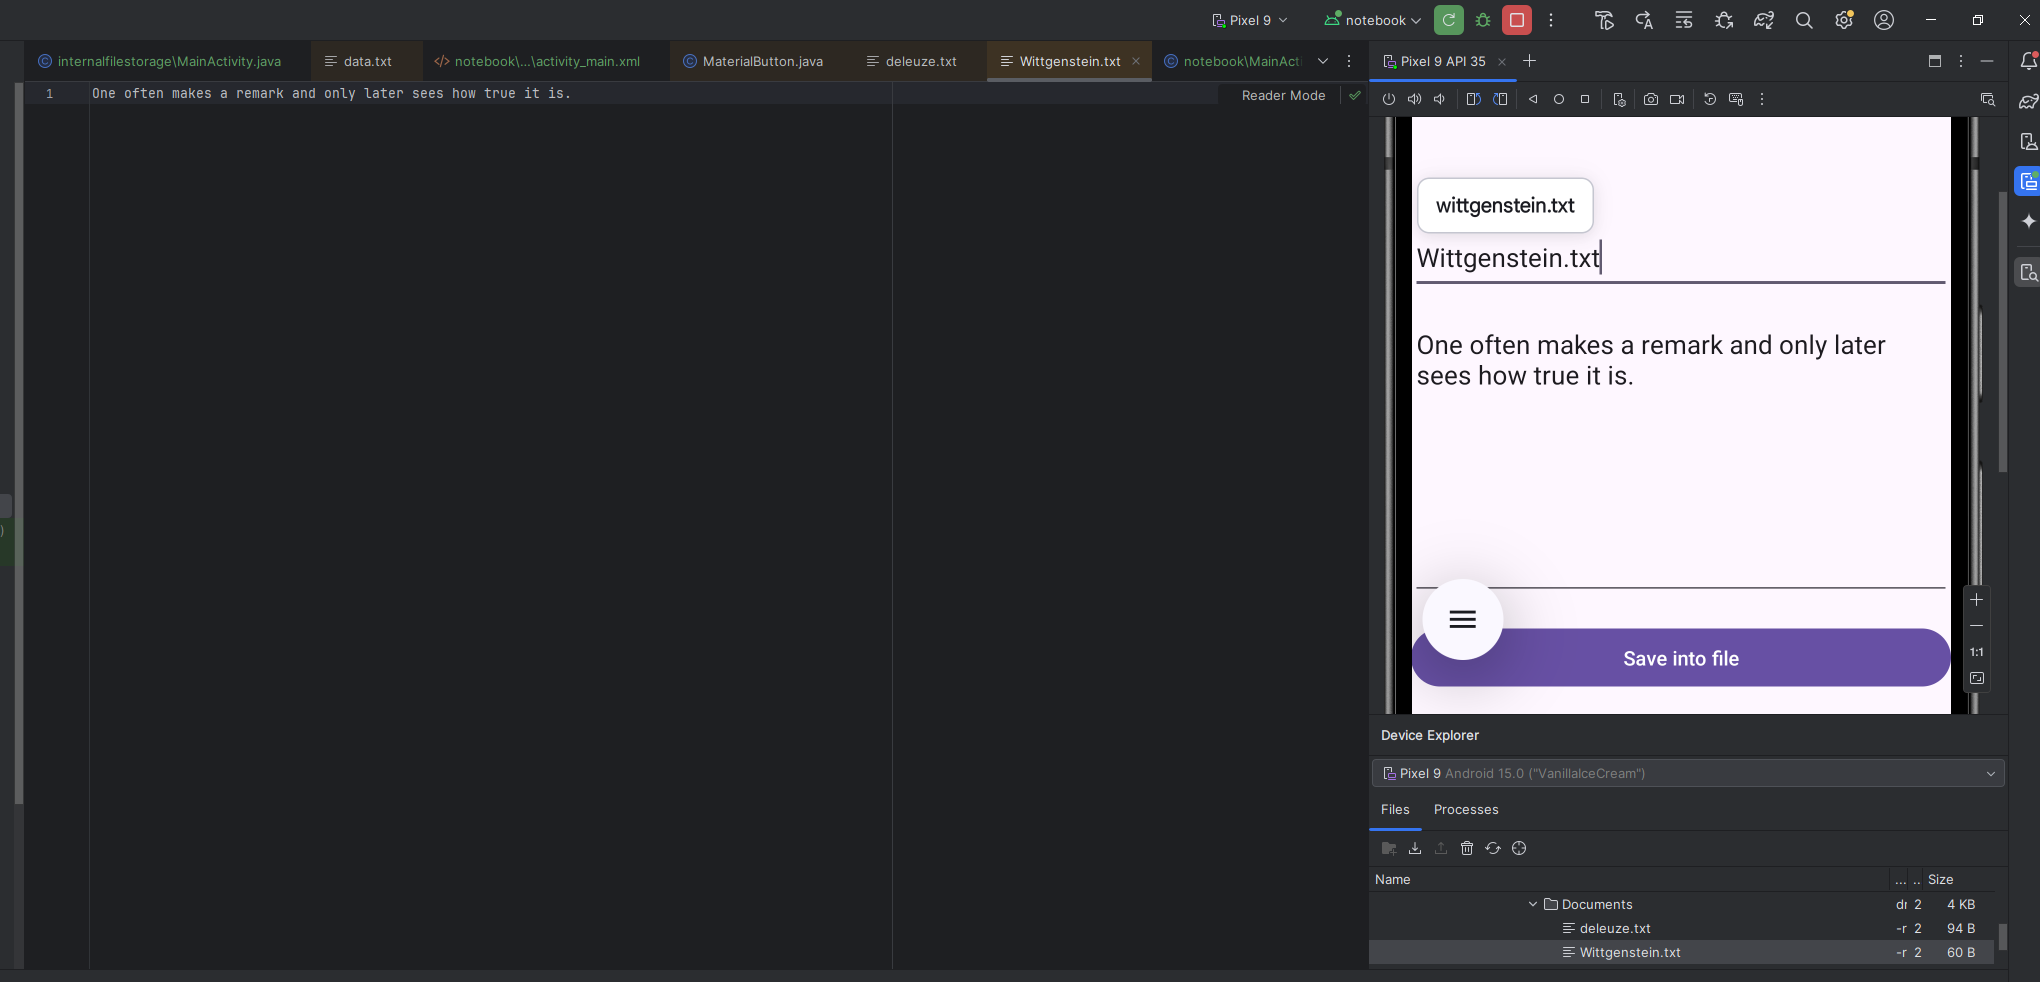 Pixel 9
notebook
internalfilestorage\MainActivity.java
data.txt
notebook\...\activity_main.xml
MaterialButton.java
deleuze.txt
Wittgenstein.txt
notebook\MainActi
Pixel 9 API 35
1
One often makes a remark and only later sees how true it is.
Reader Mode
wittgenstein.txt
Wittgenstein.txt
One often makes a remark and only later
sees how true it is.
Save into file
1:1
Device Explorer
Pixel 9 Android 15.0 ("VanillaIceCream")
Files
Processes
Name ... .. Size
Documents dr 2 4 KB
deleuze.txt -r 2 94 B
Wittgenstein.txt -r 2 60 B
)